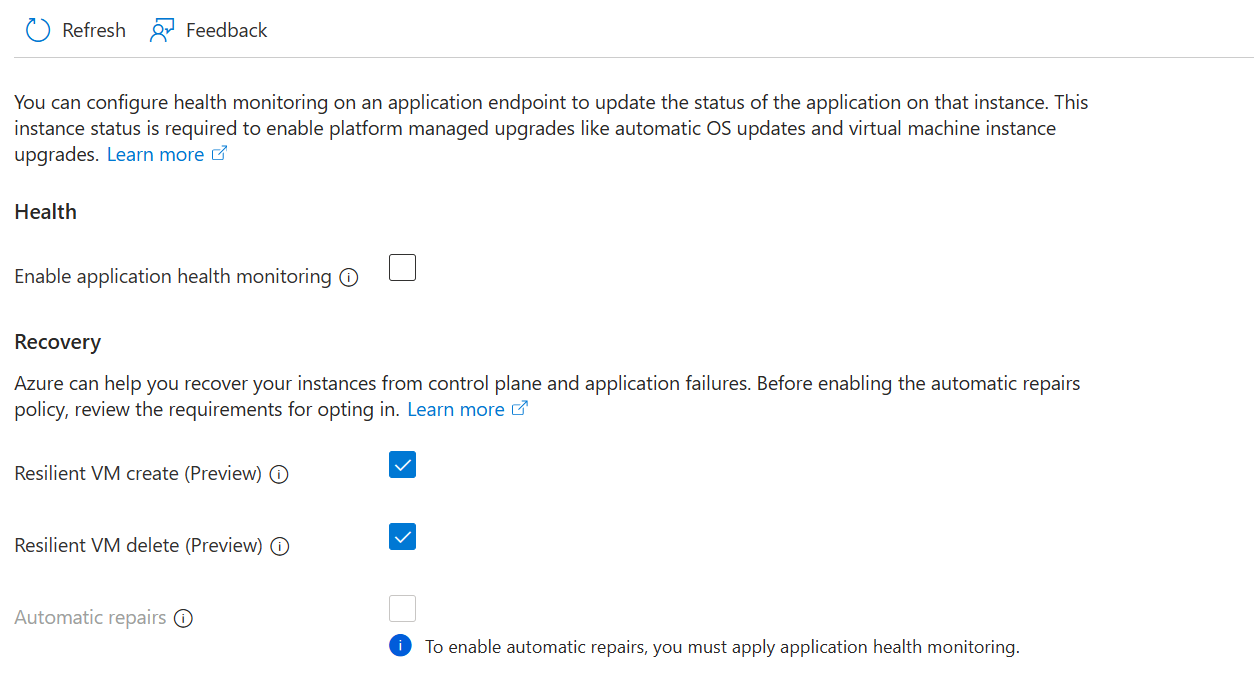 Refresh Feedback
You can configure health monitoring on an application endpoint to update the status of the application on that instance. This
instance status is required to enable platform managed upgrades like automatic OS updates and virtual machine instance
upgrades. Learn more
Health
Enable application health monitoring
Recovery
Azure can help you recover your instances from control plane and application failures. Before enabling the automatic repairs
policy, review the requirements for opting in. Learn more
Resilient VM create (Preview)
Resilient VM delete (Preview)
Automatic repairs
To enable automatic repairs, you must apply application health monitoring.